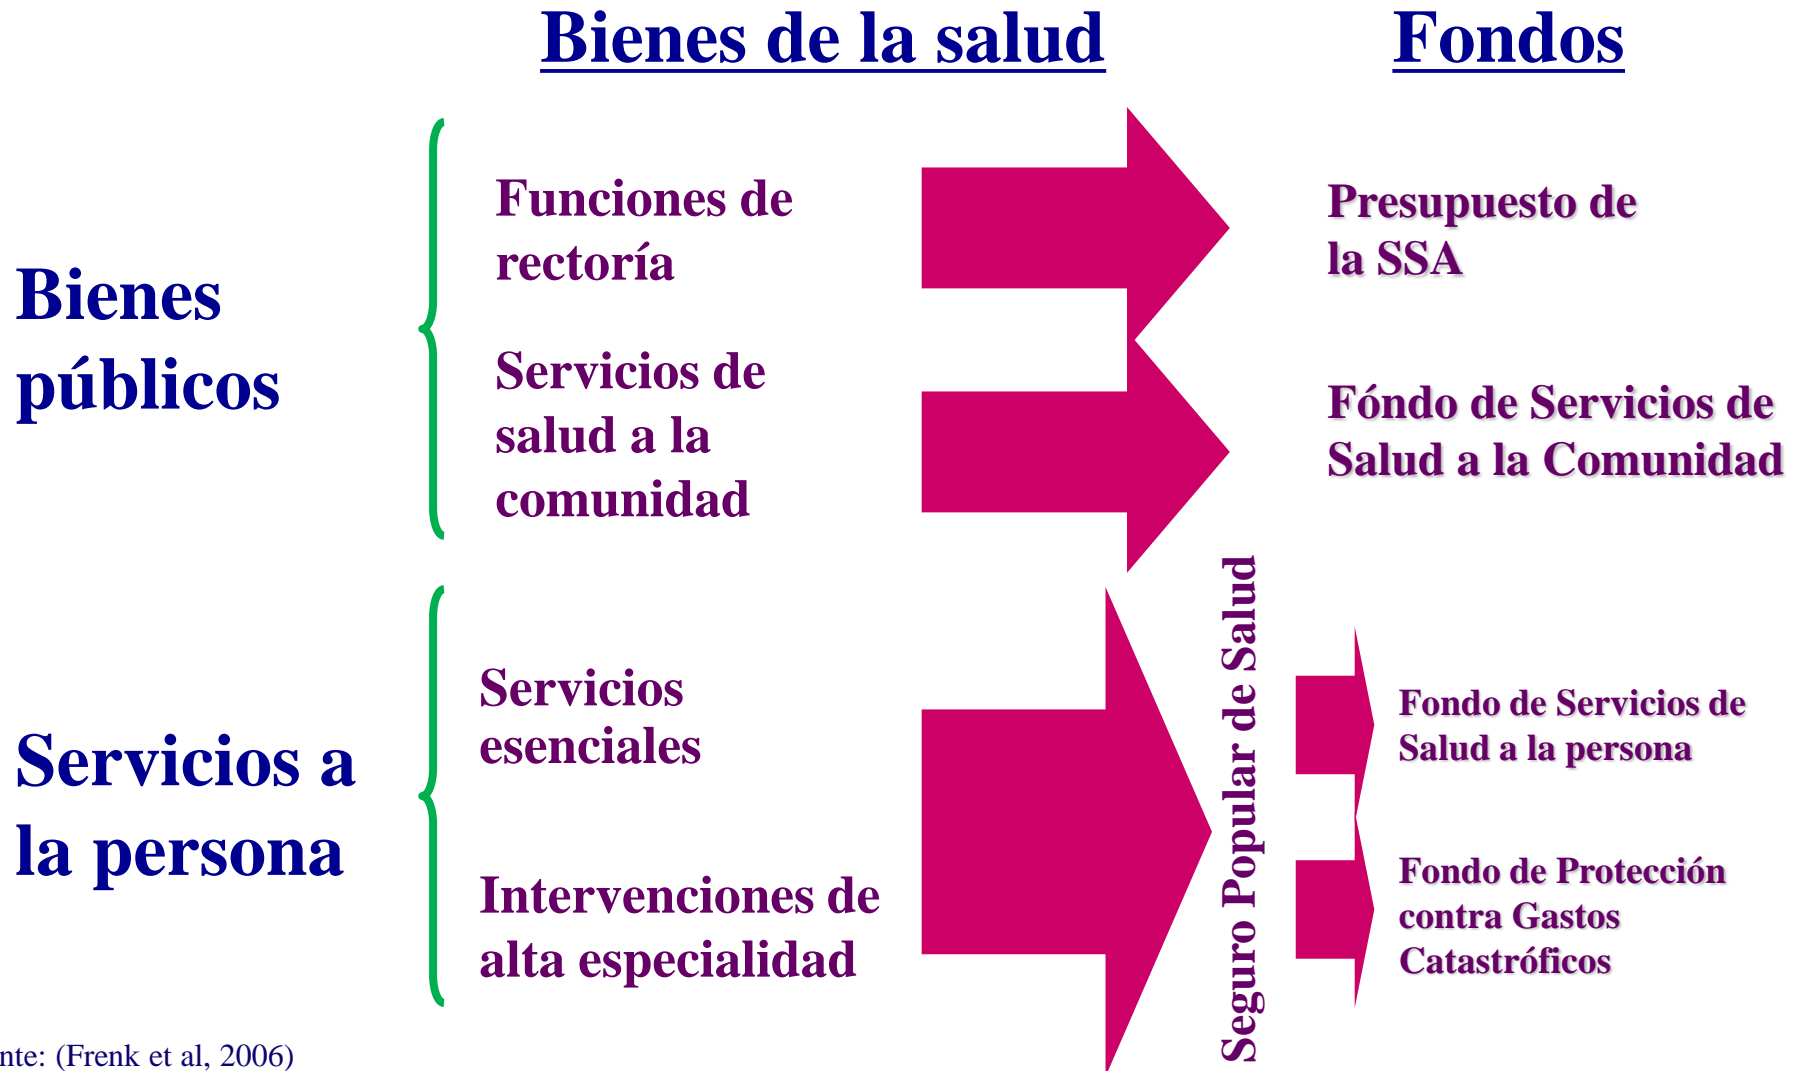 Bienes de la salud
Fondos
Bienes
públicos
Funciones de
rectoría
Presupuesto de
la SSA
Servicios de
salud a la
comunidad
Fóndo de Servicios de
Salud a la Comunidad
Servicios a
la persona
Servicios
esenciales
Intervenciones de
alta especialidad
Seguro Popular de Salud
Fondo de Servicios de
Salud a la persona
Fondo de Protección
contra Gastos
Catastróficos
nte: (Frenk et al, 2006)